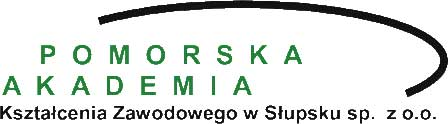 POMORSKA
AKADEMIA
Kształcenia Zawodowego w Słupsku sp. z o.o.